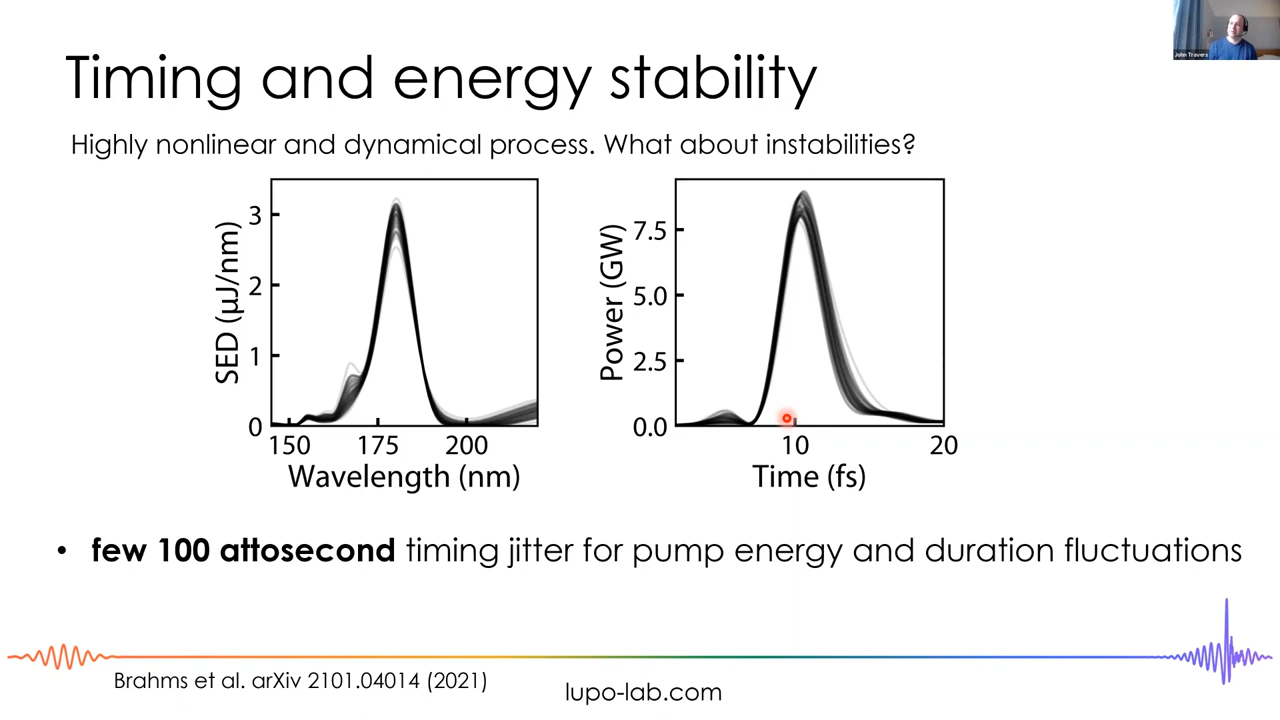 John Travers
Timing and energy stability
Highly nonlinear and dynamical process. What about instabilities?
SED (µJ/nm)
3
2
1
0
150 175 200
Wavelength (nm)
Power (GW)
7.5
5.0
2.5
0.0
10 20
Time (fs)
• few 100 attosecond timing jitter for pump energy and duration fluctuations
Brahms et al. arXiv 2101.04014 (2021)
lupo-lab.com